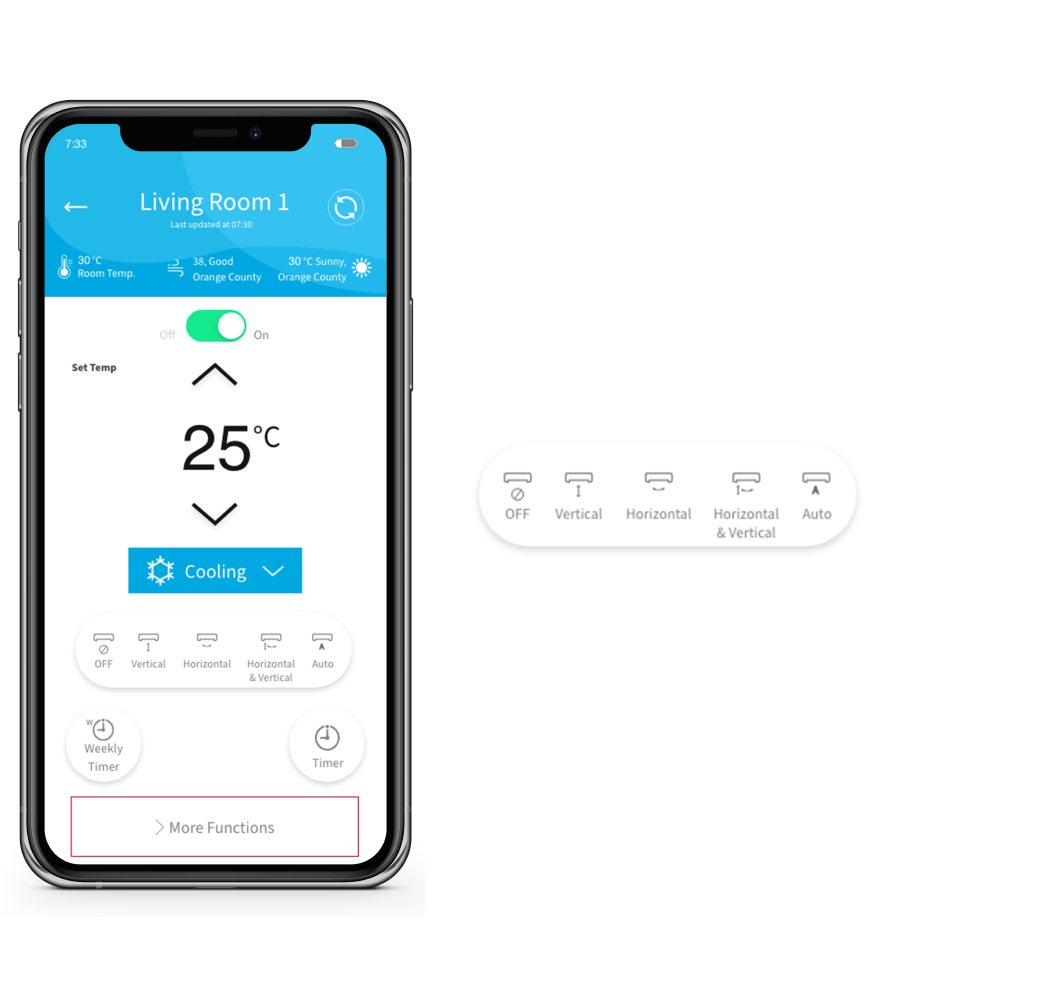 7:33
Living Room 1
Last updated at 07:30
30 °C
Room Temp.
38, Good
Orange County
30 °C Sunny,
Orange County
Off
On
Set Temp
25 °C
Cooling
OFF
Vertical
Horizontal
Horizontal
& Vertical
Auto
W
Weekly
Timer
Timer
More Functions
OFF
Vertical
Horizontal
Horizontal
& Vertical
Auto